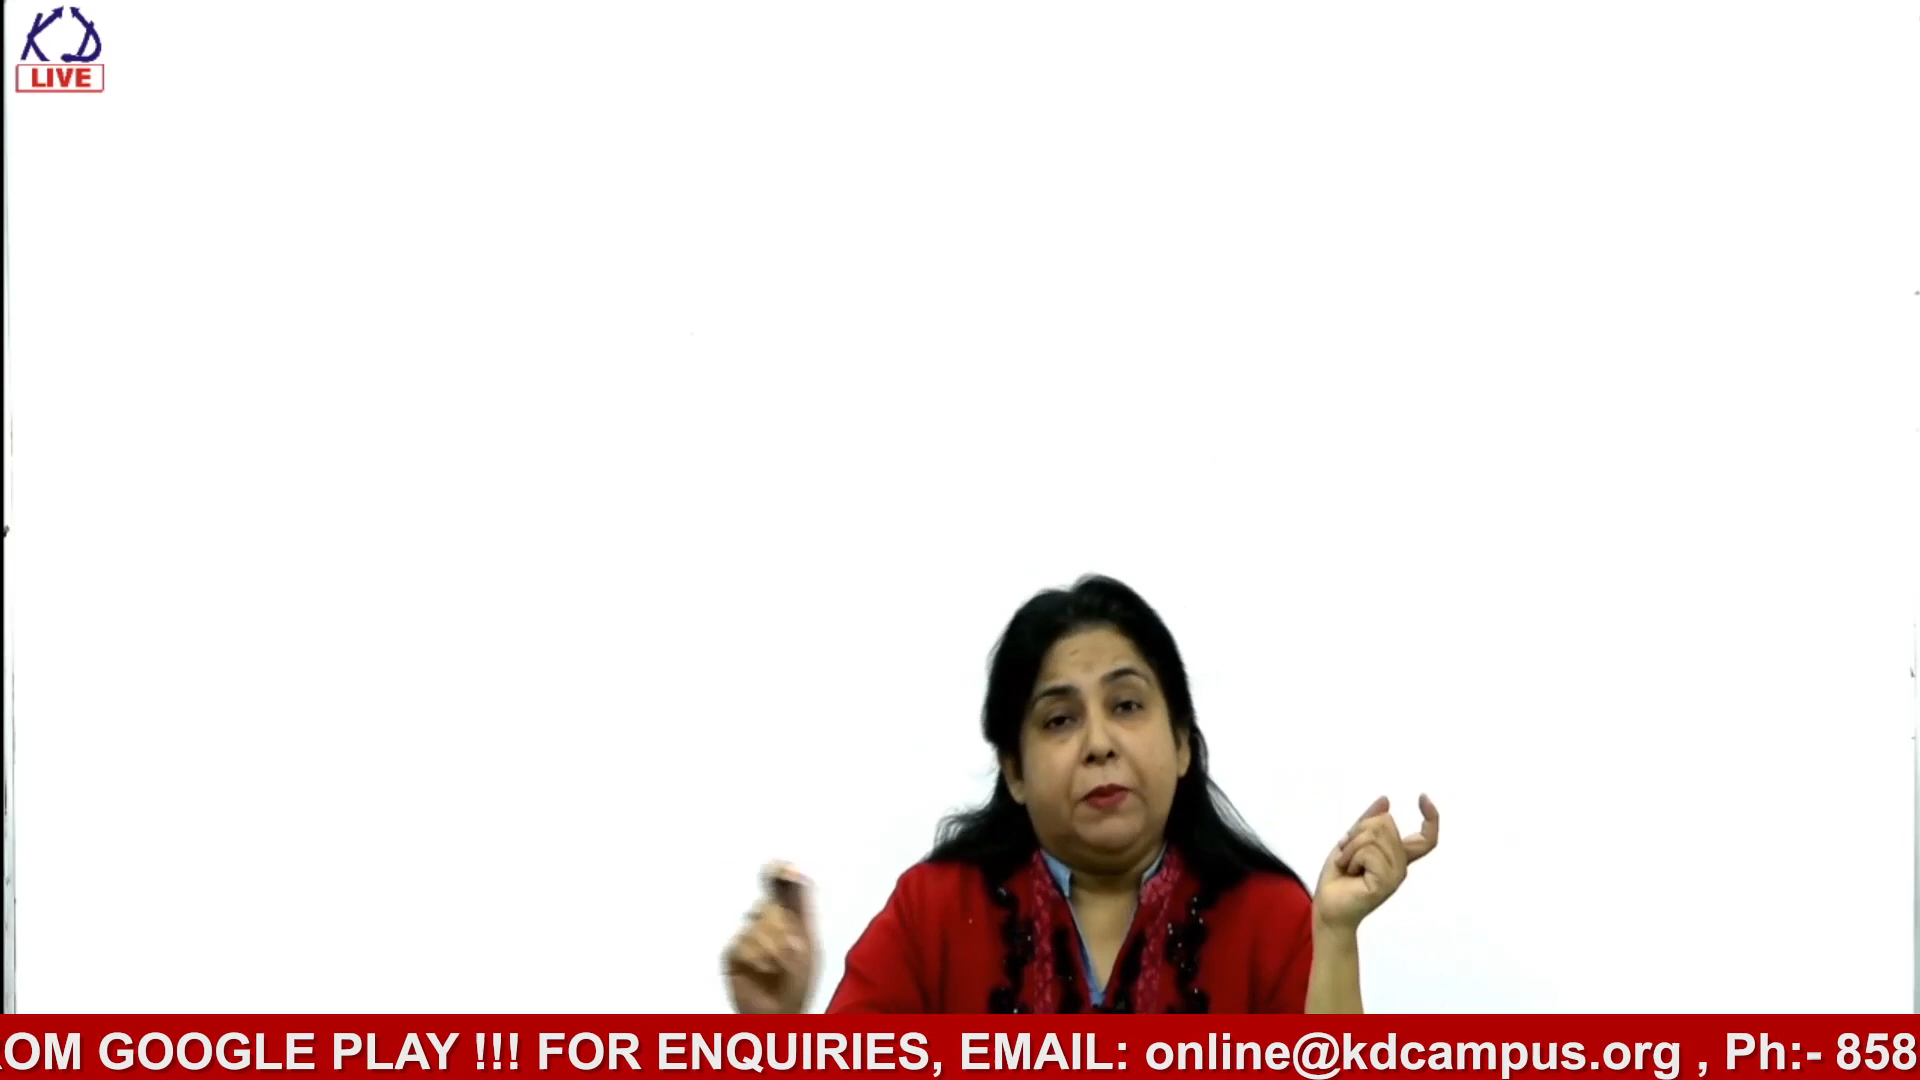 KD
LIVE
OM GOOGLE PLAY !!! FOR ENQUIRIES, EMAIL: online@kdcampus.org , Ph:- 858